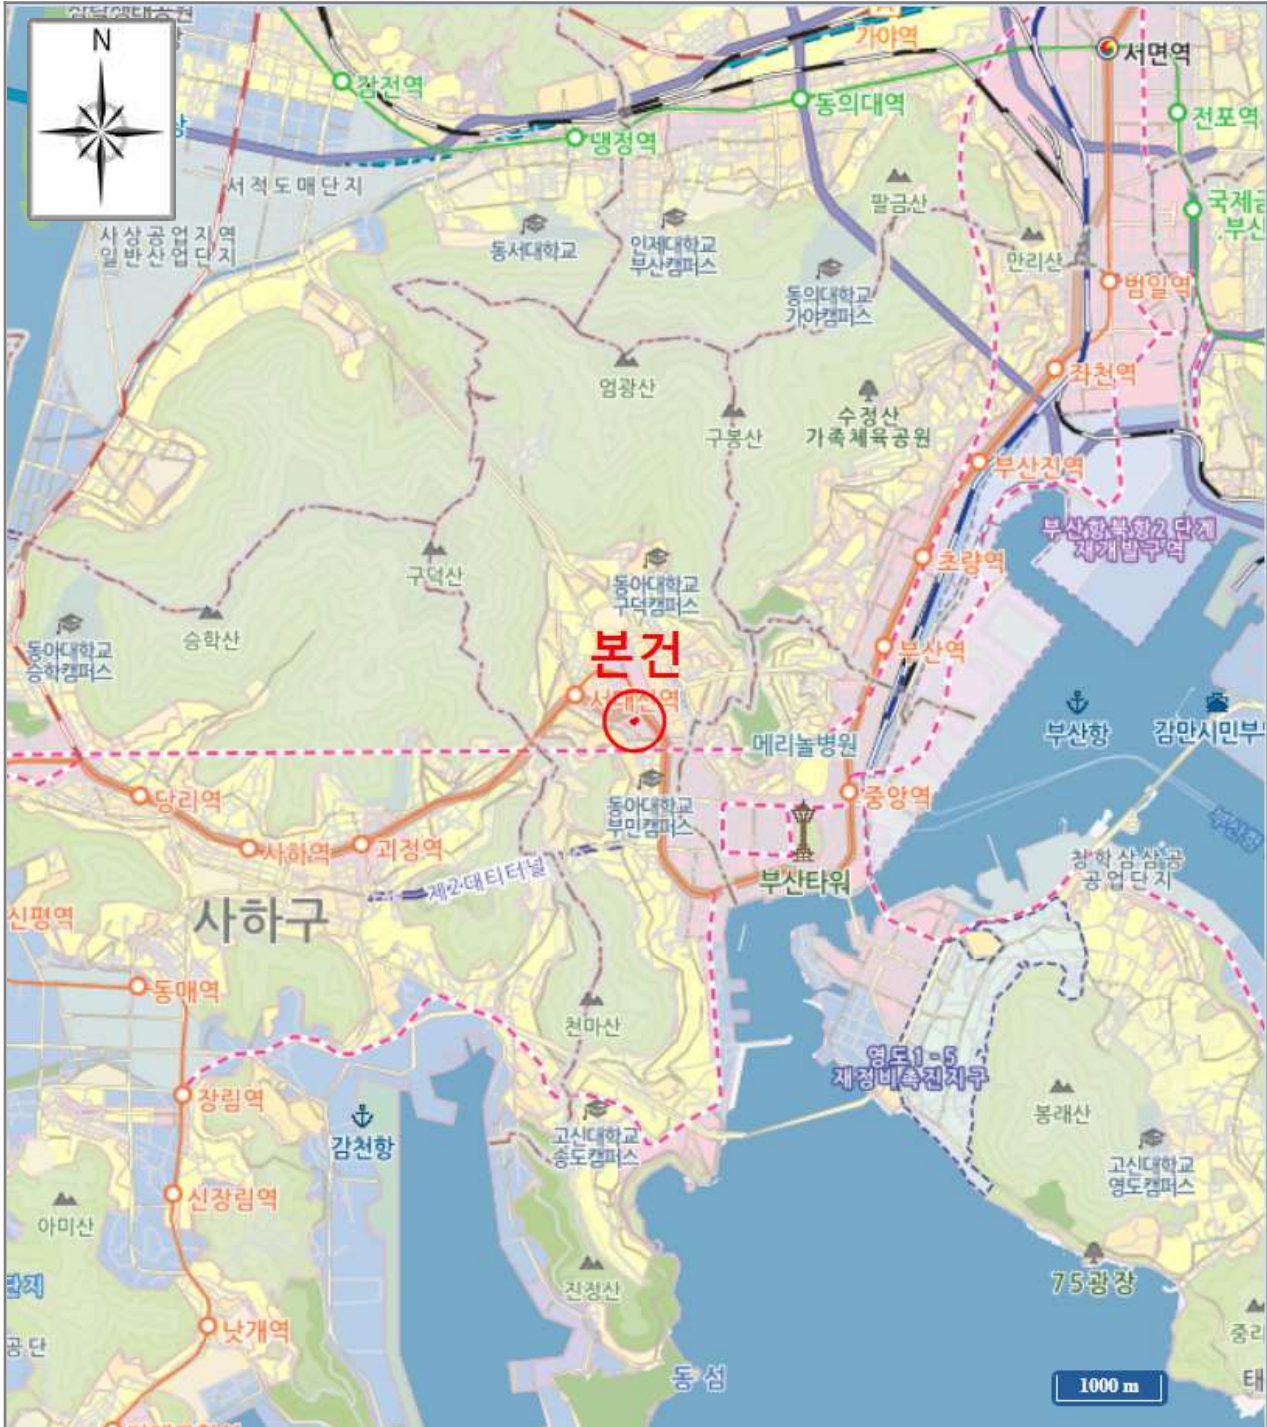 N
가야역
서면역
감전역
동의대역
전포역
냉정역
서적도매단지
팔금산
사상공업지역
일반산업단지
동서대학교
인제대학교
부산캠퍼스
만리산
동의대학교
가야캠퍼스
범일역
엄광산
좌천역
구봉산
수정산
가족체육공원
부산진역
부산항북항2단계
재개발구역
구덕산
동아대학교
구덕캠퍼스
초량역
승학산
동아대학교
승학캠퍼스
본건
부산역
서대신역
부산항
메리놀병원
당리역
동아대학교
부민캠퍼스
중앙역
사하역
괴정역
제2대티터널
부산타워
청학삼삼공
공업단지
신평역
사하구
동매역
천마산
영도1-5
재정비촉진지구
장림역
봉래산
감천항
고신대학교
송도캠퍼스
고신대학교
영도캠퍼스
신장림역
아미산
진정산
75광장
단지
낫개역
공단
동섬
1000 m